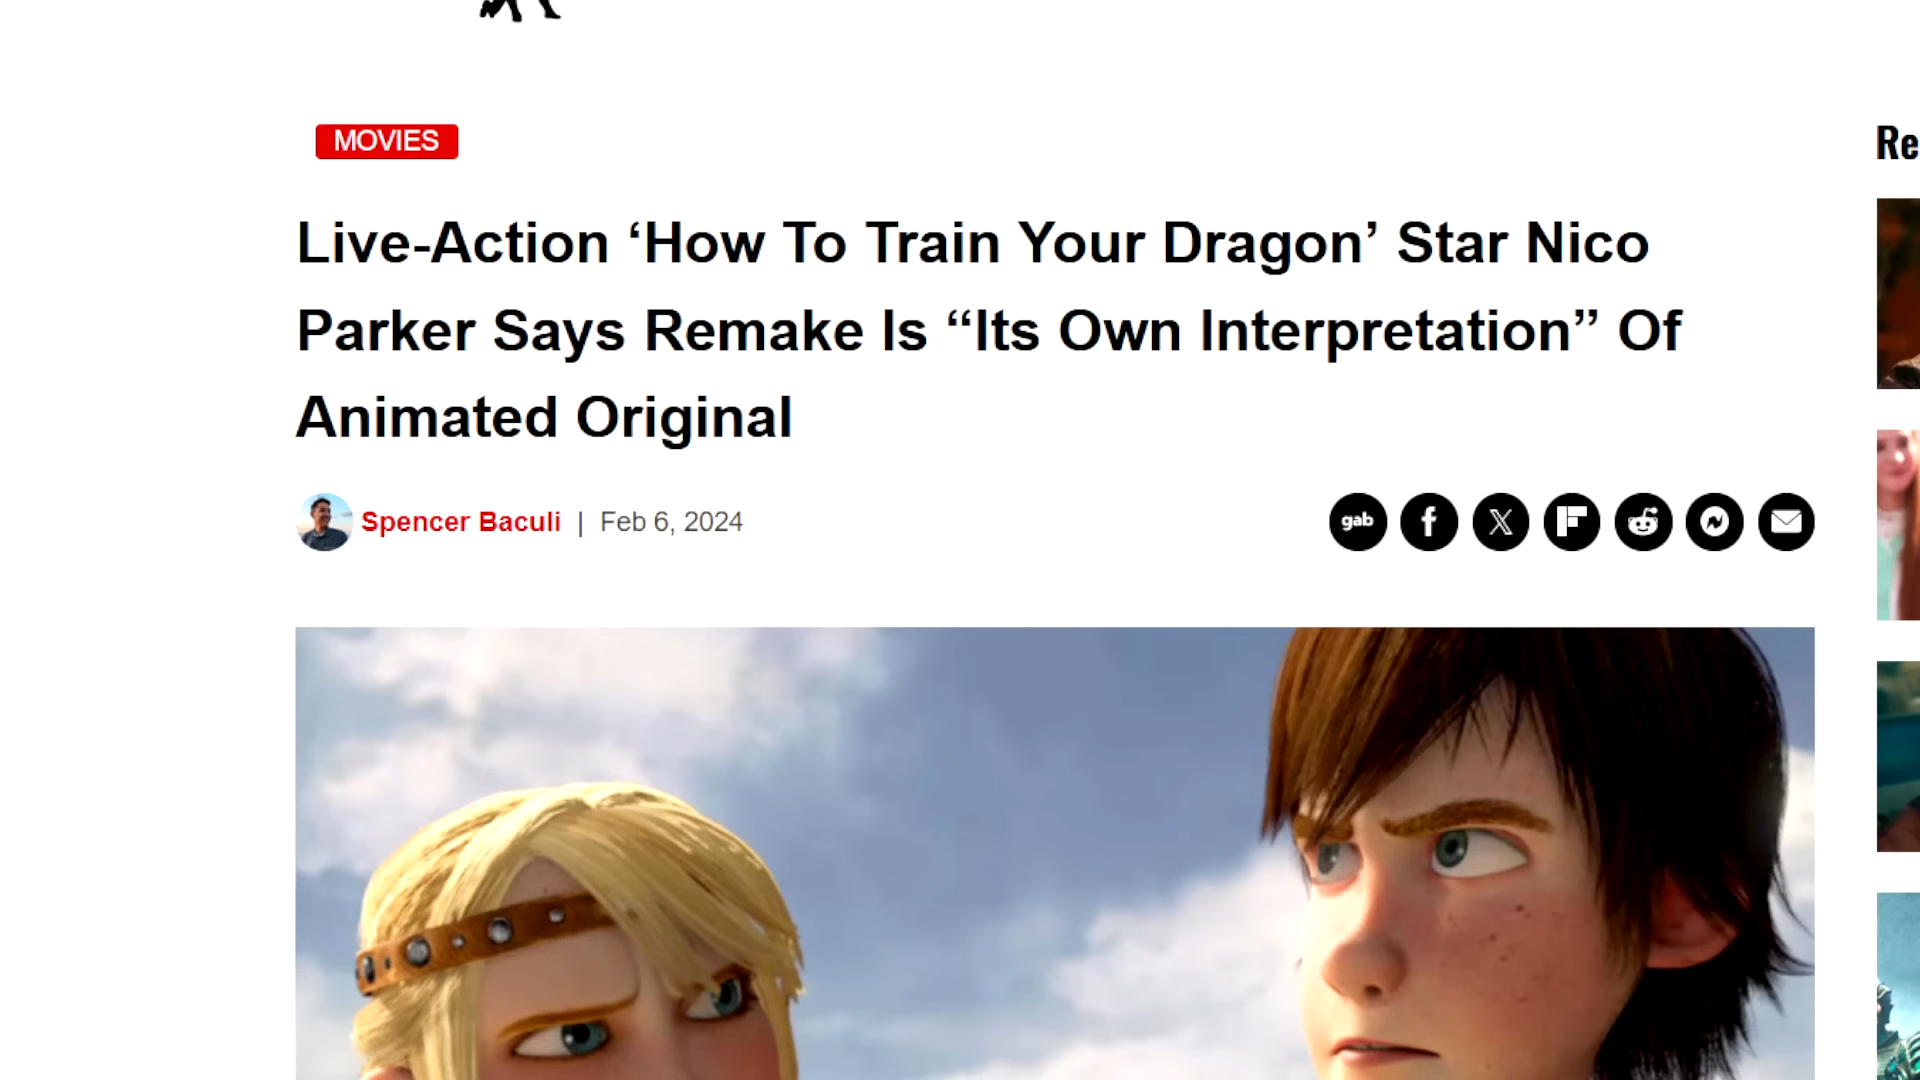 MOVIES
Re
Live-Action ‘How To Train Your Dragon’ Star Nico
Parker Says Remake Is “Its Own Interpretation” Of
Animated Original
Spencer Baculi | Feb 6, 2024
gab